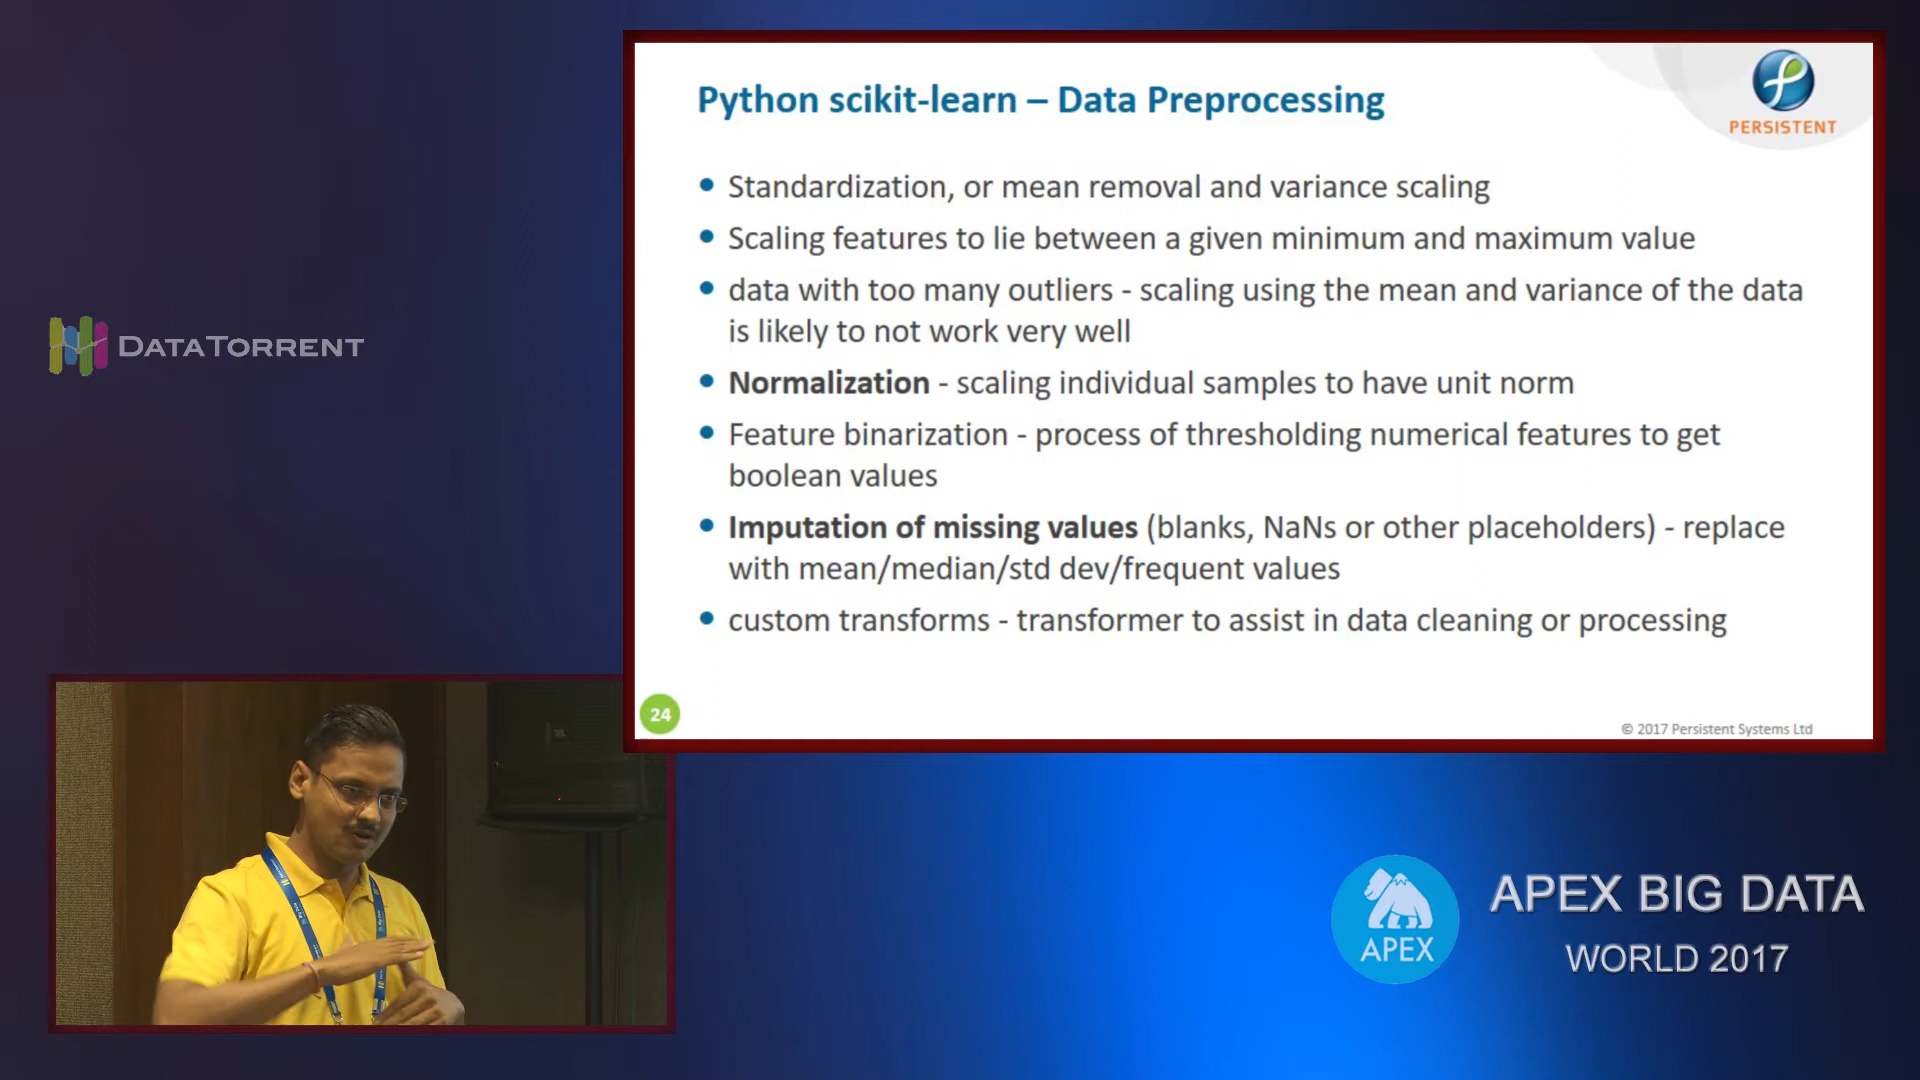 Python scikit-learn – Data Preprocessing
PERSISTENT
• Standardization, or mean removal and variance scaling
• Scaling features to lie between a given minimum and maximum value
• data with too many outliers - scaling using the mean and variance of the data
is likely to not work very well
• Normalization - scaling individual samples to have unit norm
• Feature binarization - process of thresholding numerical features to get
boolean values
• Imputation of missing values (blanks, NaNs or other placeholders) - replace
with mean/median/std dev/frequent values
• custom transforms - transformer to assist in data cleaning or processing
24
© 2017 Persistent Systems Ltd
DATATORRENT
APEX
APEX BIG DATA
WORLD 2017